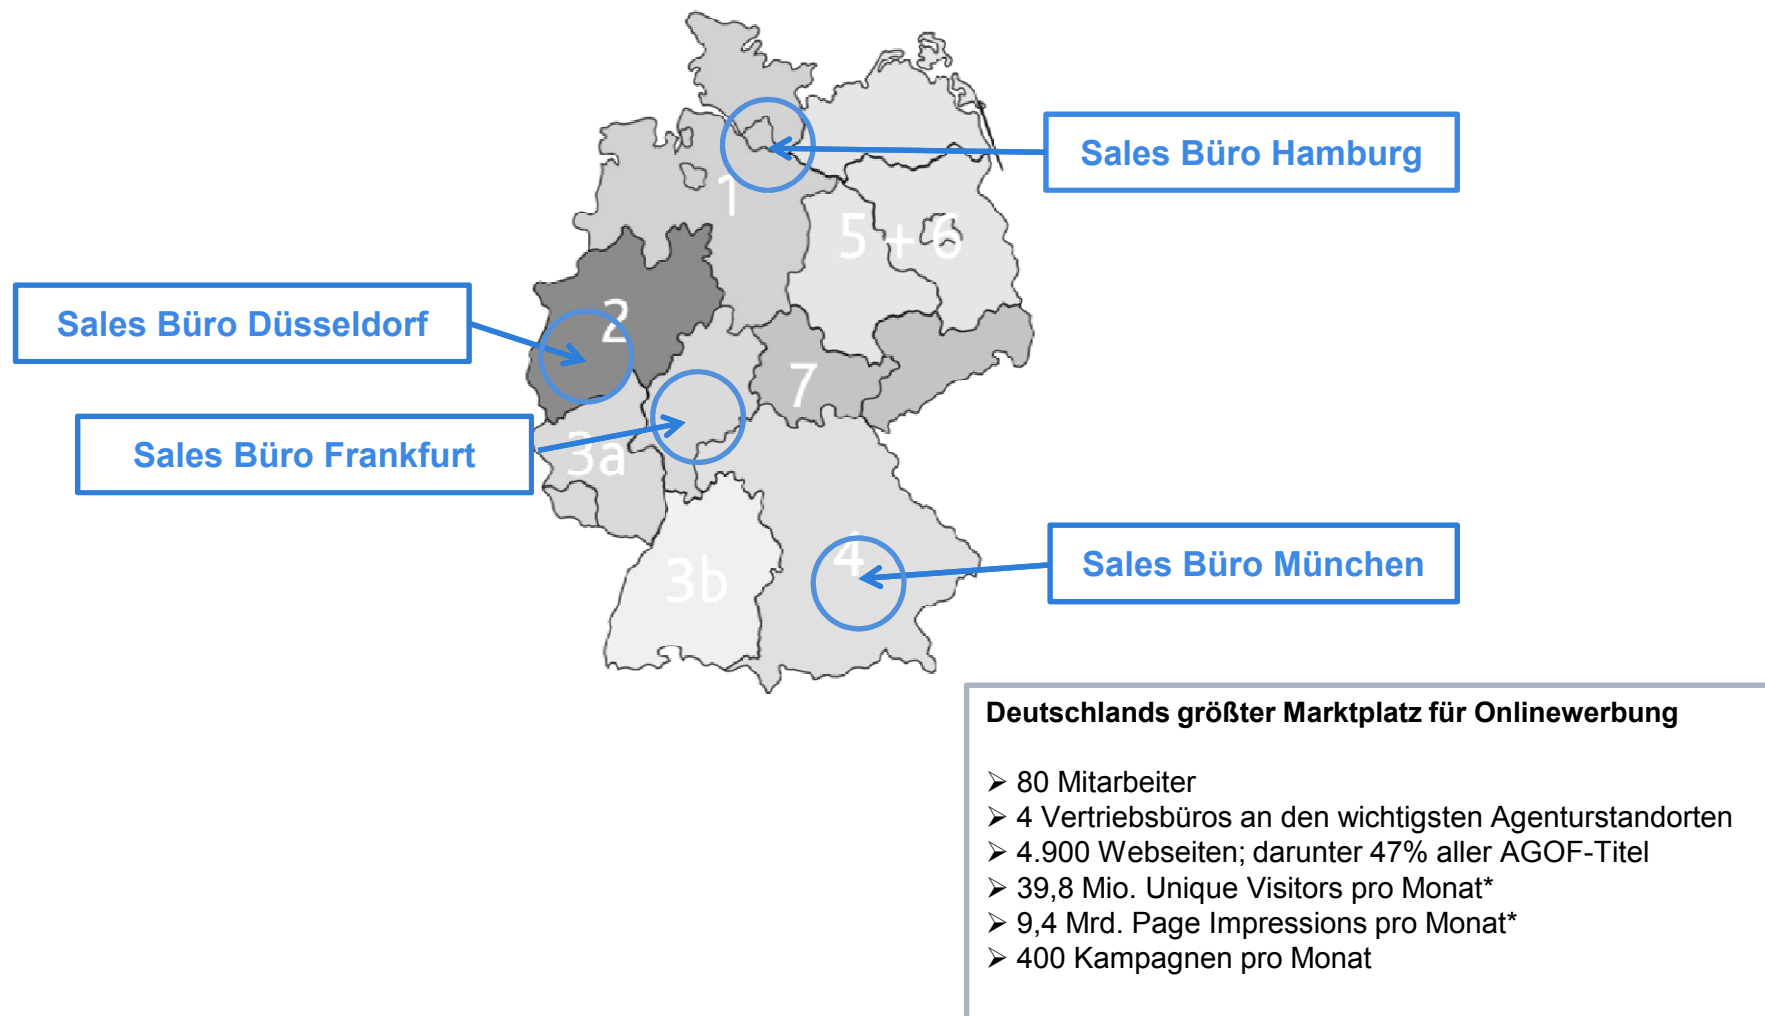 Sales Büro Hamburg
1
5 + 6
Sales Büro Düsseldorf
2
7
Sales Büro Frankfurt
3a
4
Sales Büro München
3b
Deutschlands größter Marktplatz für Onlinewerbung
➢ 80 Mitarbeiter
➢ 4 Vertriebsbüros an den wichtigsten Agenturstandorten
➢ 4.900 Webseiten; darunter 47% aller AGOF-Titel
➢ 39,8 Mio. Unique Visitors pro Monat*
➢ 9,4 Mrd. Page Impressions pro Monat*
➢ 400 Kampagnen pro Monat